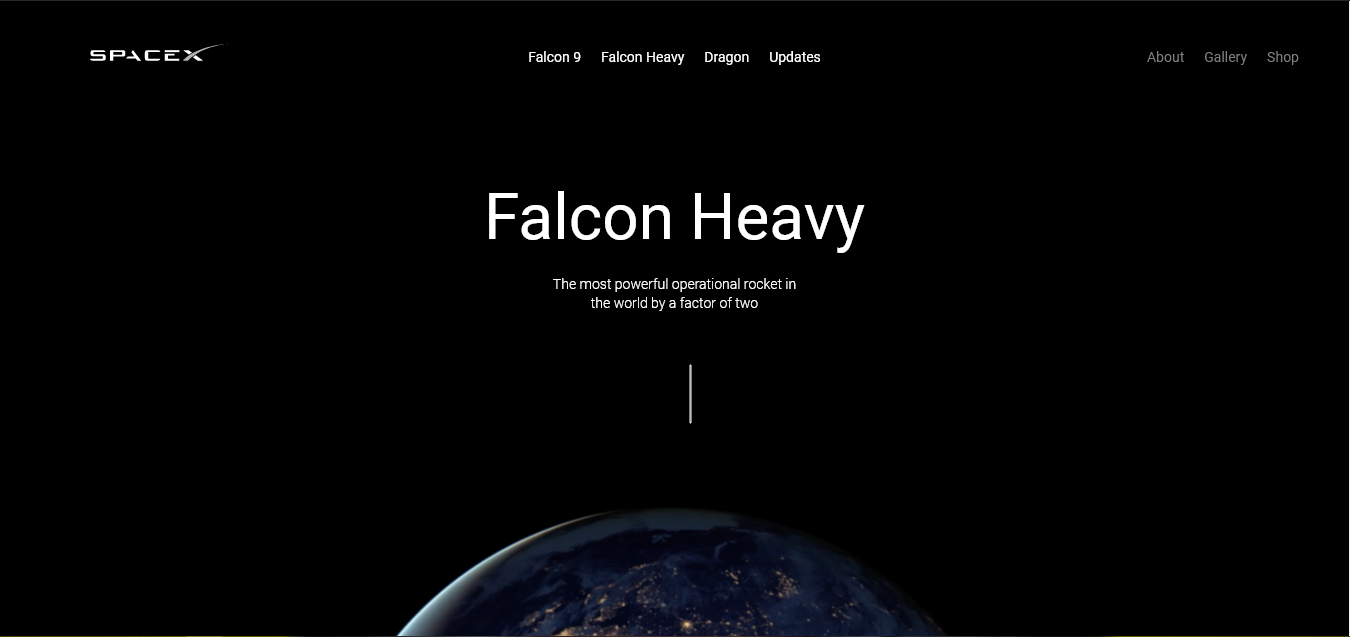 SPACEX
Falcon 9 Falcon Heavy Dragon Updates
About Gallery Shop
Falcon Heavy
The most powerful operational rocket in
the world by a factor of two